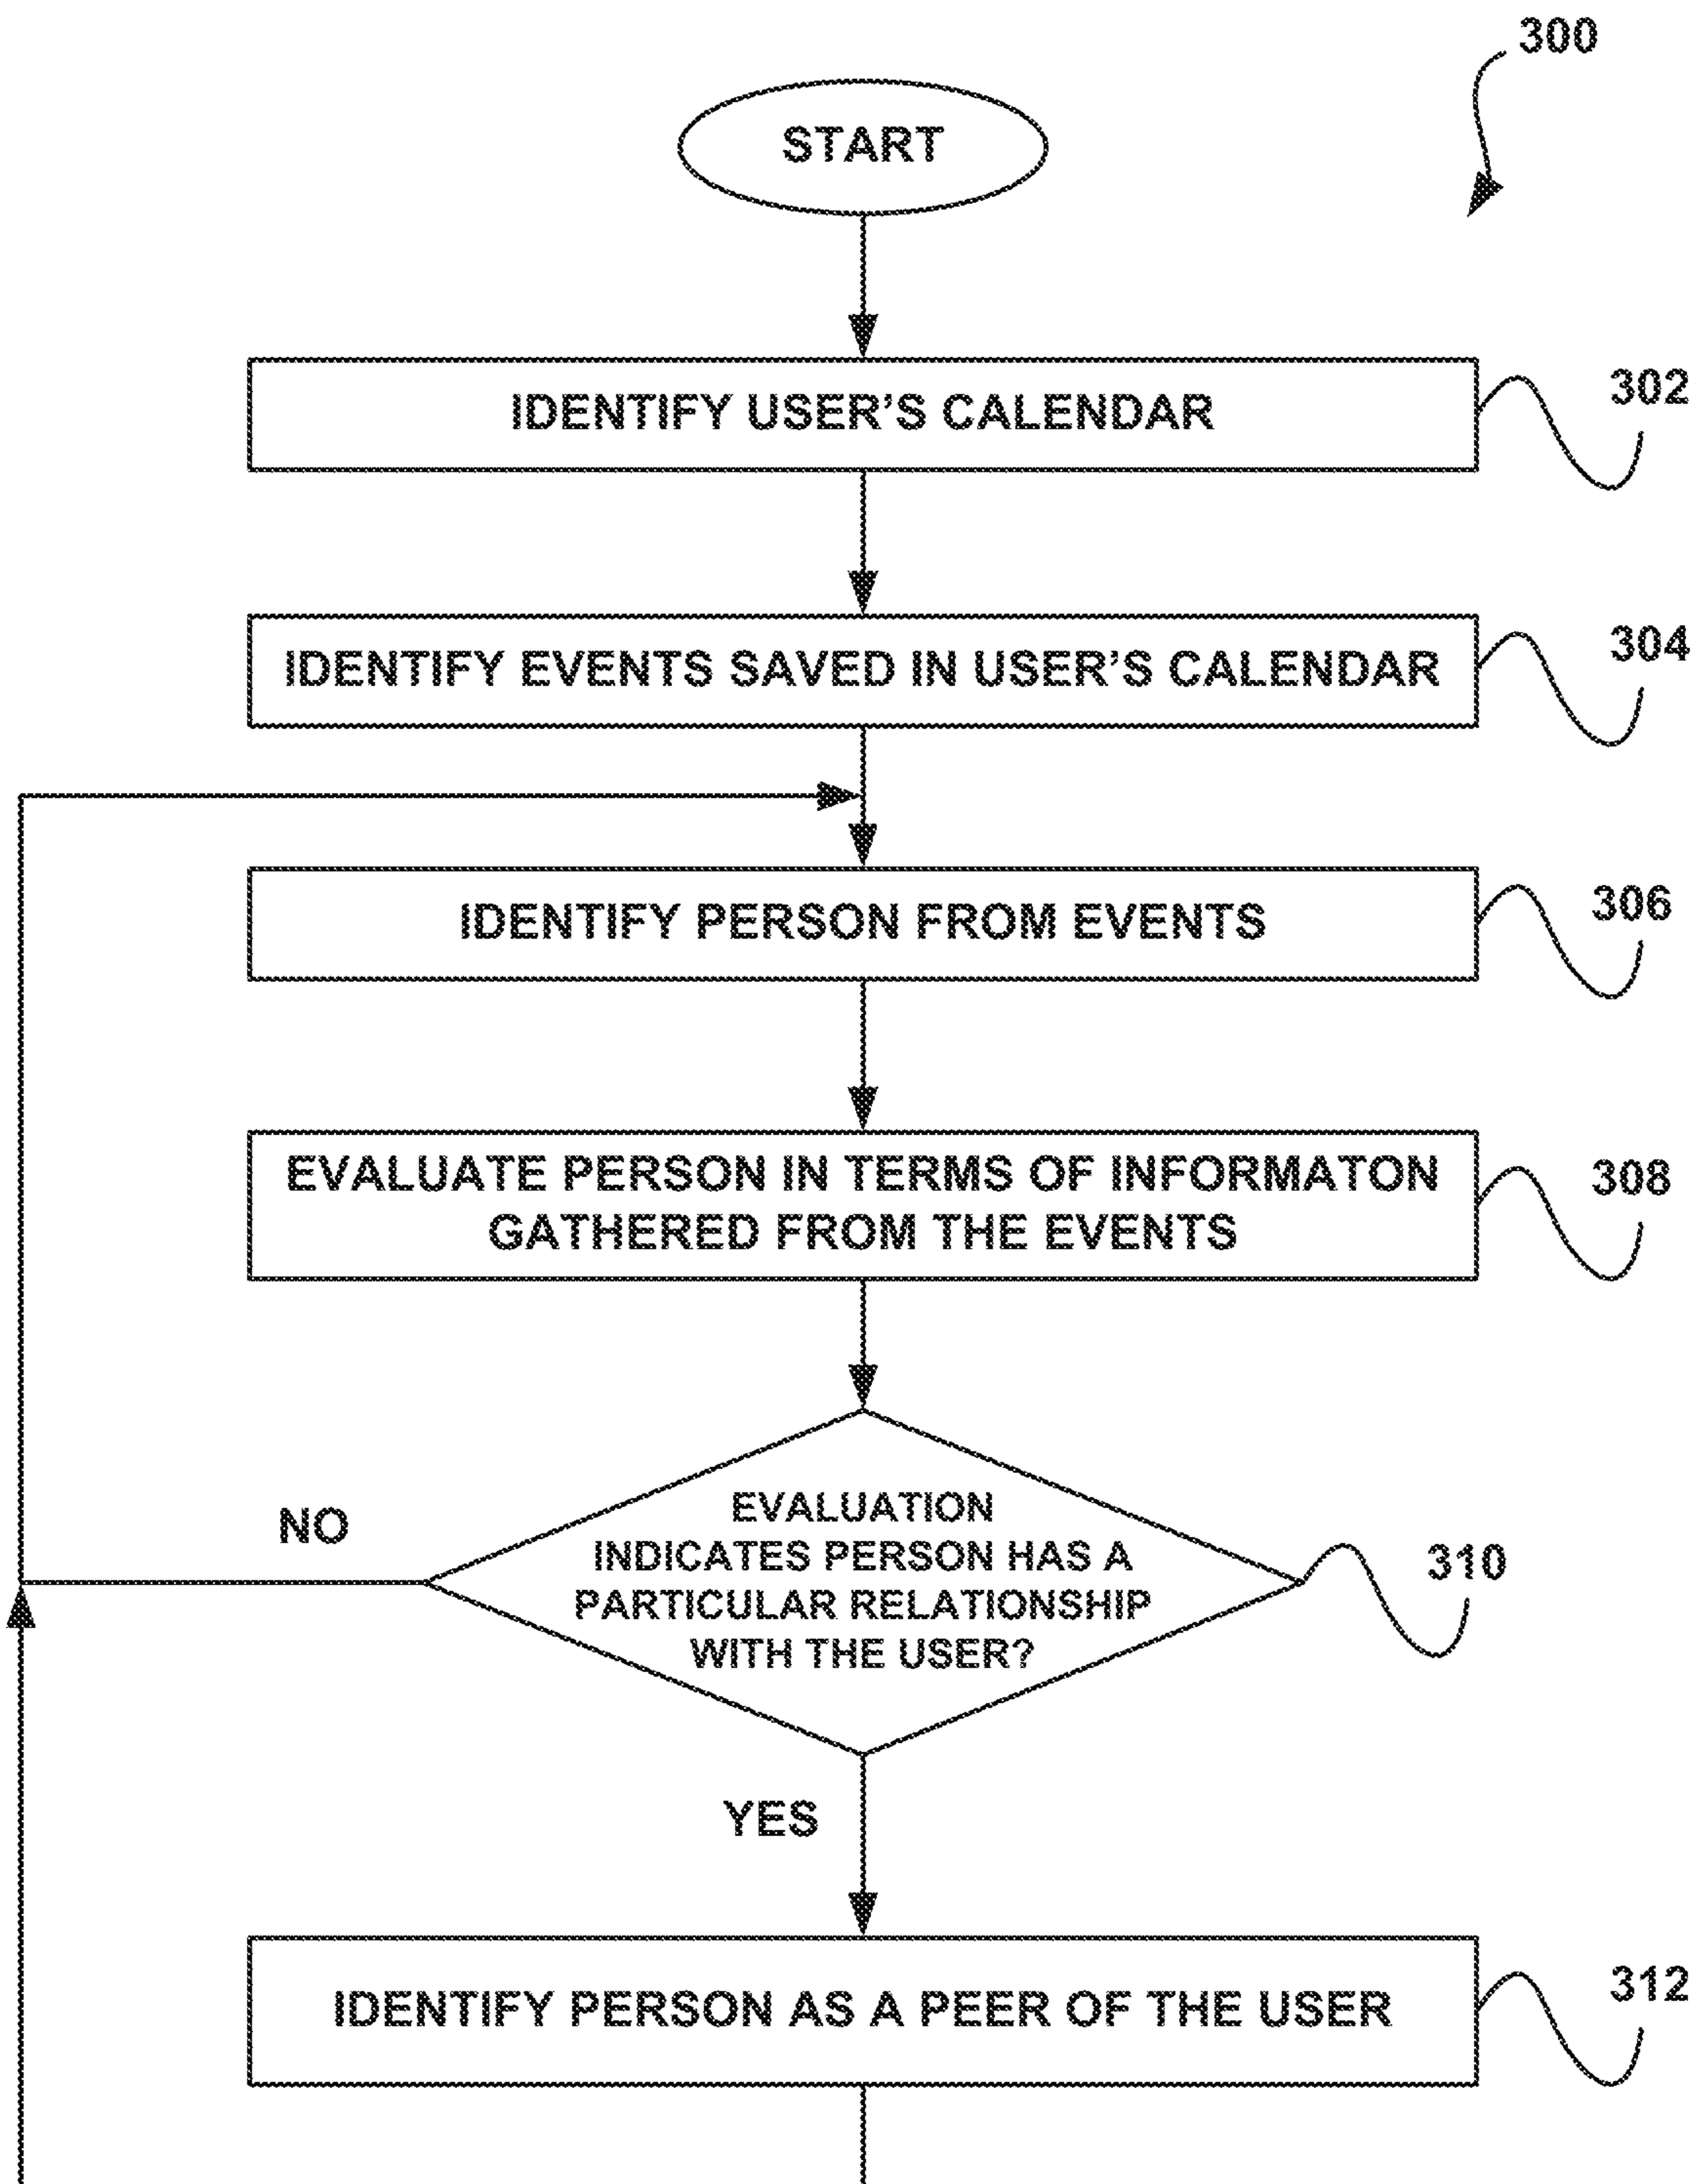 300
START
IDENTIFY USER’S CALENDAR
302
IDENTIFY EVENTS SAVED IN USER’S CALENDAR
304
IDENTIFY PERSON FROM EVENTS
306
EVALUATE PERSON IN TERMS OF INFORMATON
GATHERED FROM THE EVENTS
308
EVALUATION
INDICATES PERSON HAS A
PARTICULAR RELATIONSHIP
WITH THE USER?
310
NO
YES
IDENTIFY PERSON AS A PEER OF THE USER
312